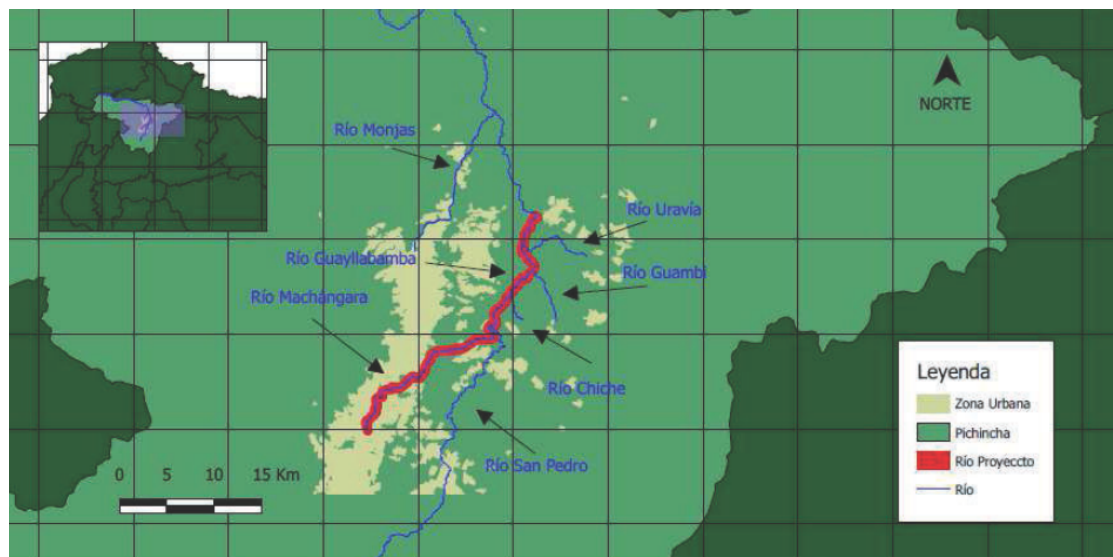 NORTE
Río Monjas
Río Uravía
Río Guayllabamba
Río Guambi
Río Machángara
Río Chiche
Río San Pedro
0 5 10 15 Km
Leyenda
Zona Urbana
Pichincha
Río Proyeccto
Río